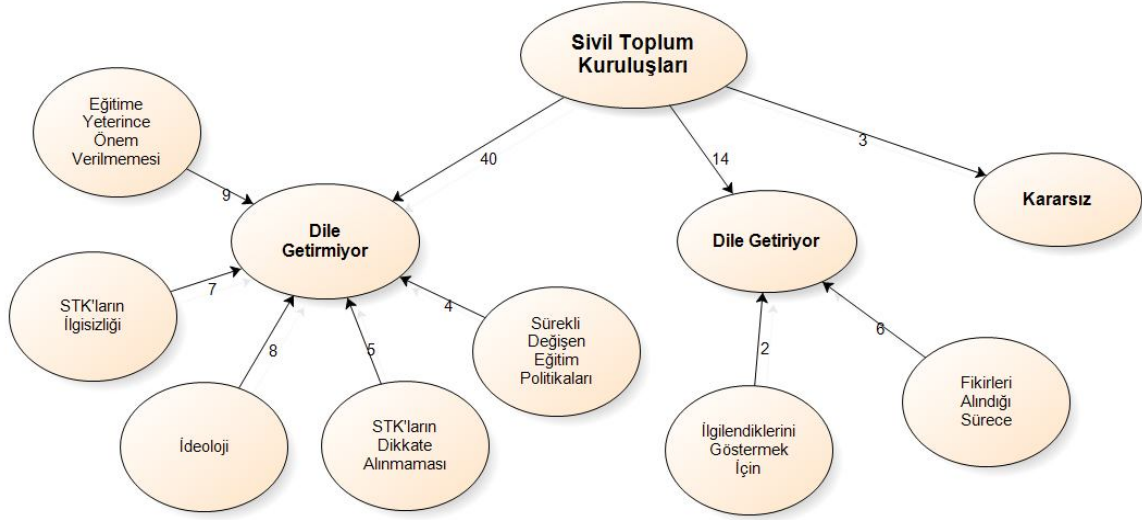 Sivil Toplum
Kuruluşları
Eğitime
Yeterince
Önem
Verilmemesi
40
14
3
9
Dile
Getirmiyor
Dile Getiriyor
Kararsız
STK'ların
İlgisizliği
7
8
5
4
2
6
Sürekli
Değişen
Eğitim
Politikaları
İdeoloji
STK'ların
Dikkate
Alınmaması
İlgilendiklerini
Göstermek
İçin
Fikirleri
Alındığı
Sürece